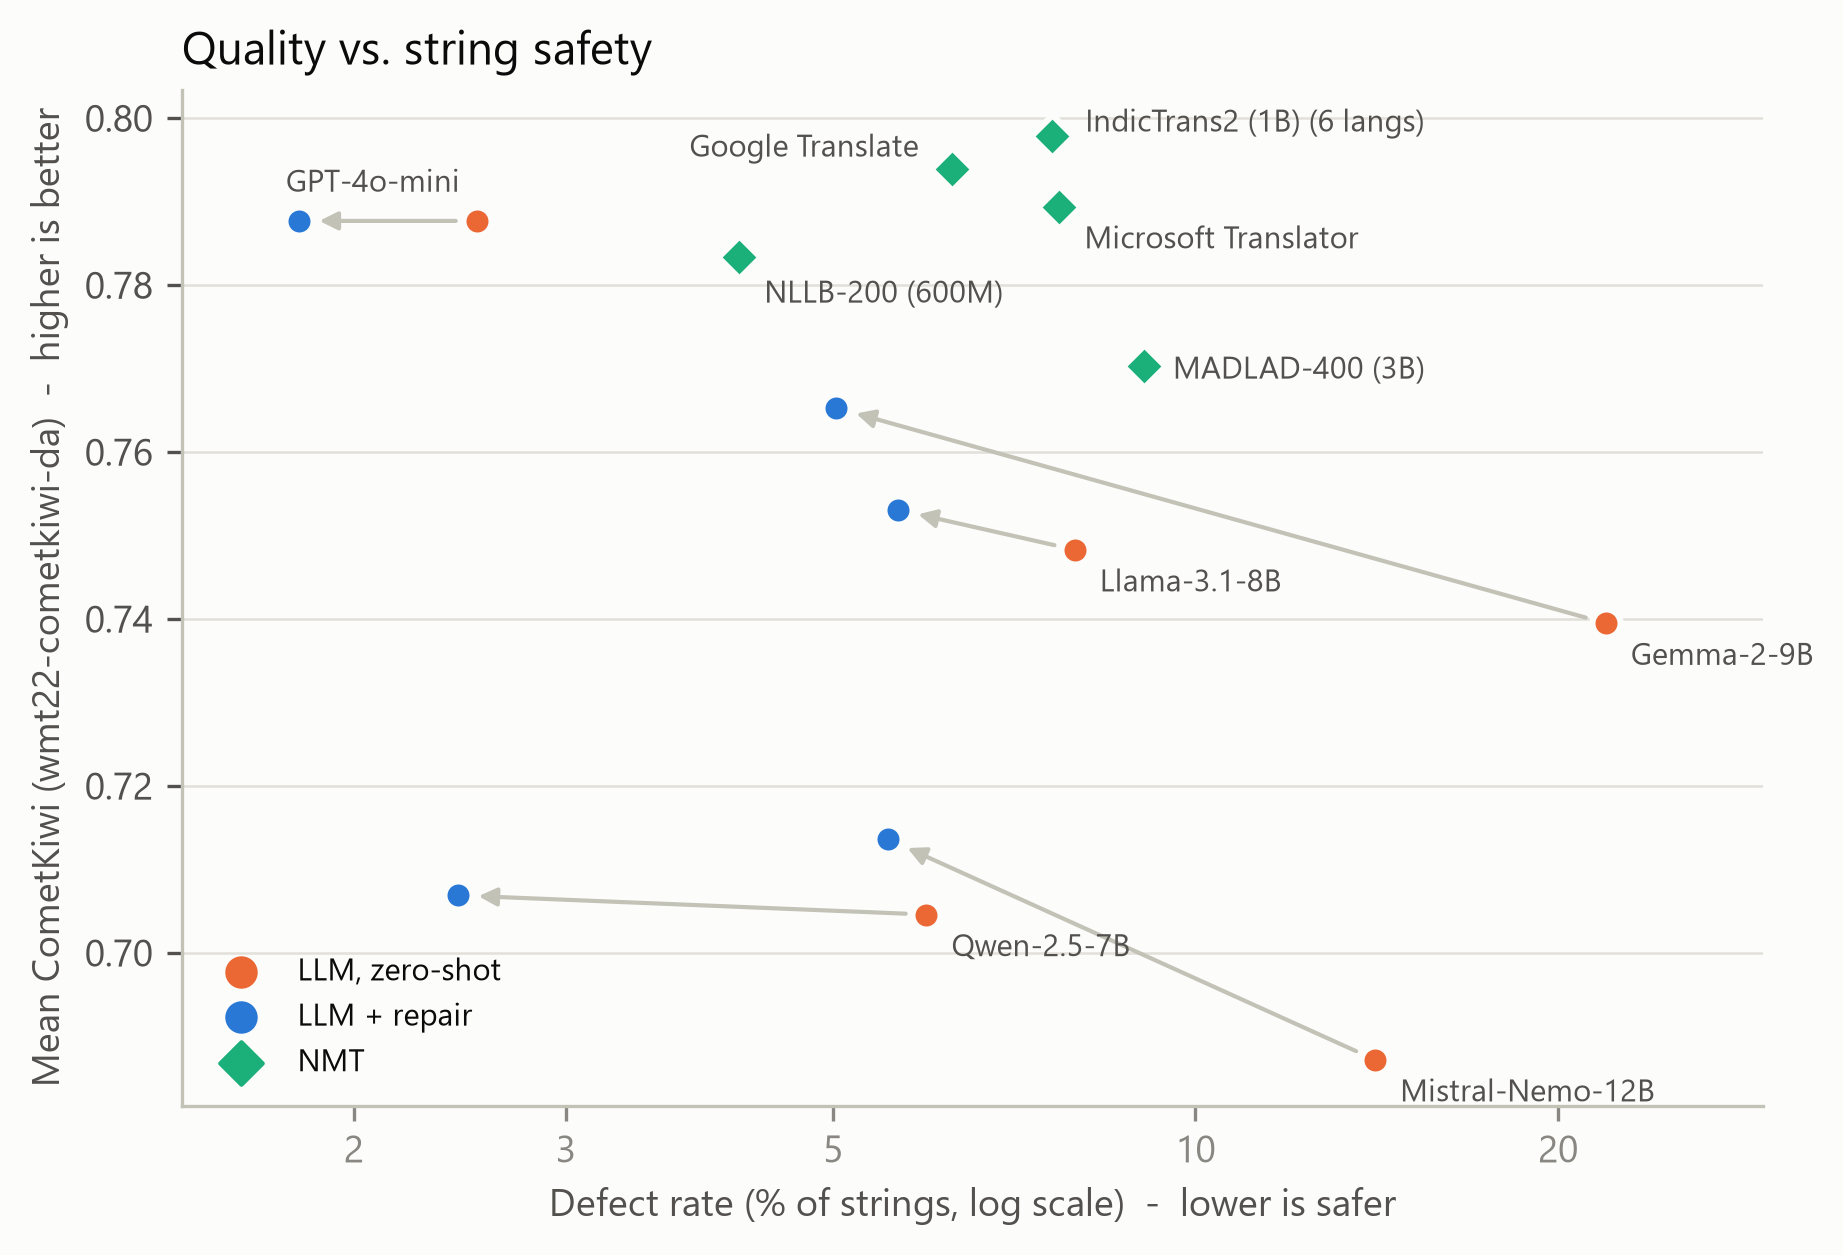 Quality vs. string safety
Mean CometKiwi (wmt22-cometkiwi-da)  -  higher is better
0.80
0.78
0.76
0.74
0.72
0.70
IndicTrans2 (1B) (6 langs)
Google Translate
GPT-4o-mini
Microsoft Translator
NLLB-200 (600M)
MADLAD-400 (3B)
Llama-3.1-8B
Gemma-2-9B
Qwen-2.5-7B
Mistral-Nemo-12B
LLM, zero-shot
LLM + repair
NMT
2
3
5
10
20
Defect rate (% of strings, log scale)  -  lower is safer